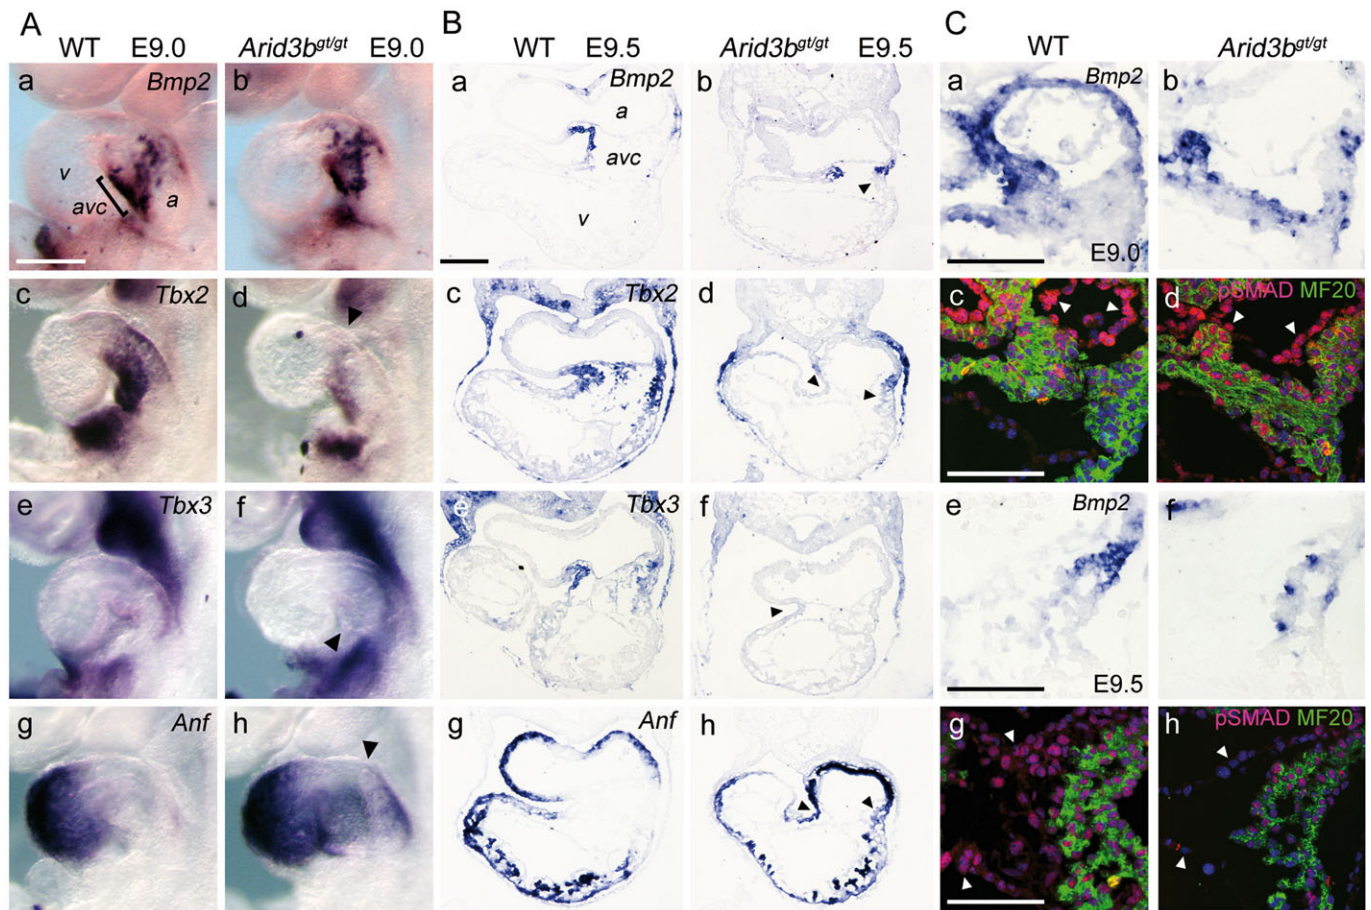 A B C
WT E9.0 Arid3bgt/gt E9.0 WT E9.5 Arid3bgt/gt E9.5 WT Arid3bgt/gt
a Bmp2 b a Bmp2 b a Bmp2 b
v avc a a avc v E9.0
c Tbx2 d c Tbx2 d c d pSMAD MF20
e Tbx3 f e Tbx3 f e Bmp2 f
E9.5
g Anf h g Anf h g h pSMAD MF20